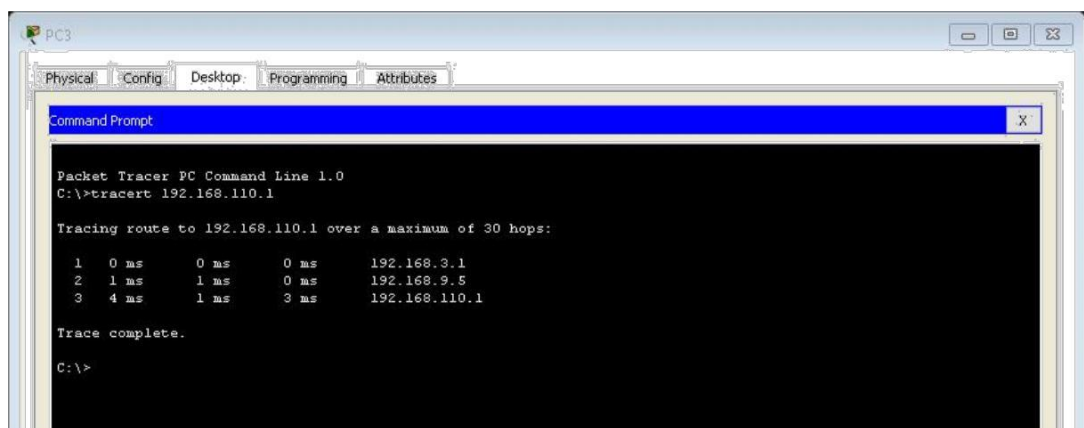 PC3
Physical Config Desktop Programming Attributes
Command Prompt X
Packet Tracer PC Command Line 1.0
C:\>tracert 192.168.110.1
Tracing route to 192.168.110.1 over a maximum of 30 hops:
1 0 ms 0 ms 0 ms 192.168.3.1
2 1 ms 1 ms 0 ms 192.168.9.5
3 4 ms 1 ms 3 ms 192.168.110.1
Trace complete.
C:\>